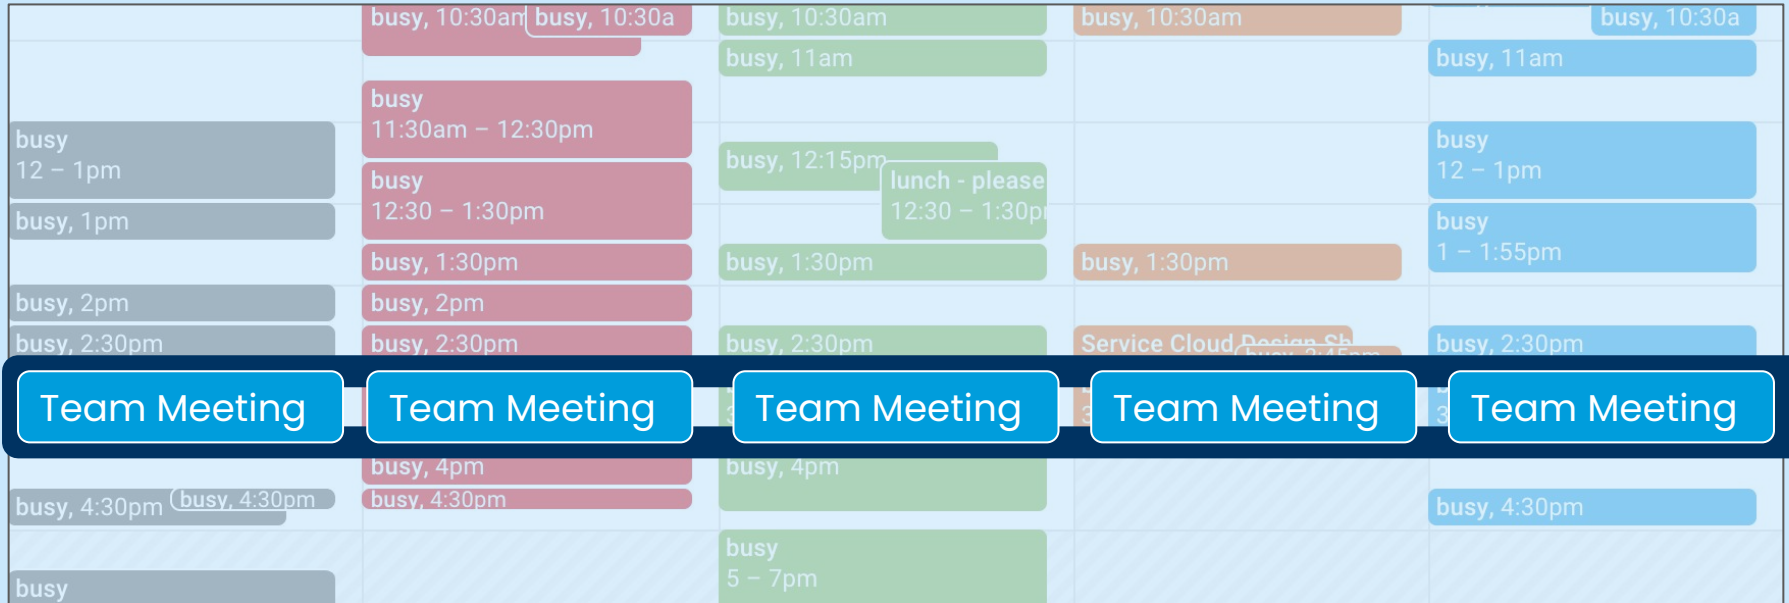 busy, 10:30am
busy, 10:30a
busy, 10:30am
busy, 10:30am
busy, 10:30a
busy, 11am
busy, 11am
busy
11:30am – 12:30pm
busy
12 – 1pm
busy
12 – 1pm
busy, 12:15pm
busy
12:30 – 1:30pm
lunch - please
12:30 – 1:30p
busy, 1pm
busy
1 – 1:55pm
busy, 1:30pm
busy, 1:30pm
busy, 1:30pm
busy, 2pm
busy, 2pm
busy, 2:30pm
busy, 2:30pm
busy, 2:30pm
Service Cloud Design Sh
busy, 2:45pm
busy, 2:30pm
Team Meeting
Team Meeting
Team Meeting
Team Meeting
Team Meeting
busy, 4pm
busy, 4pm
busy, 4:30pm
busy, 4:30pm
busy, 4:30pm
busy, 4:30pm
busy
5 – 7pm
busy